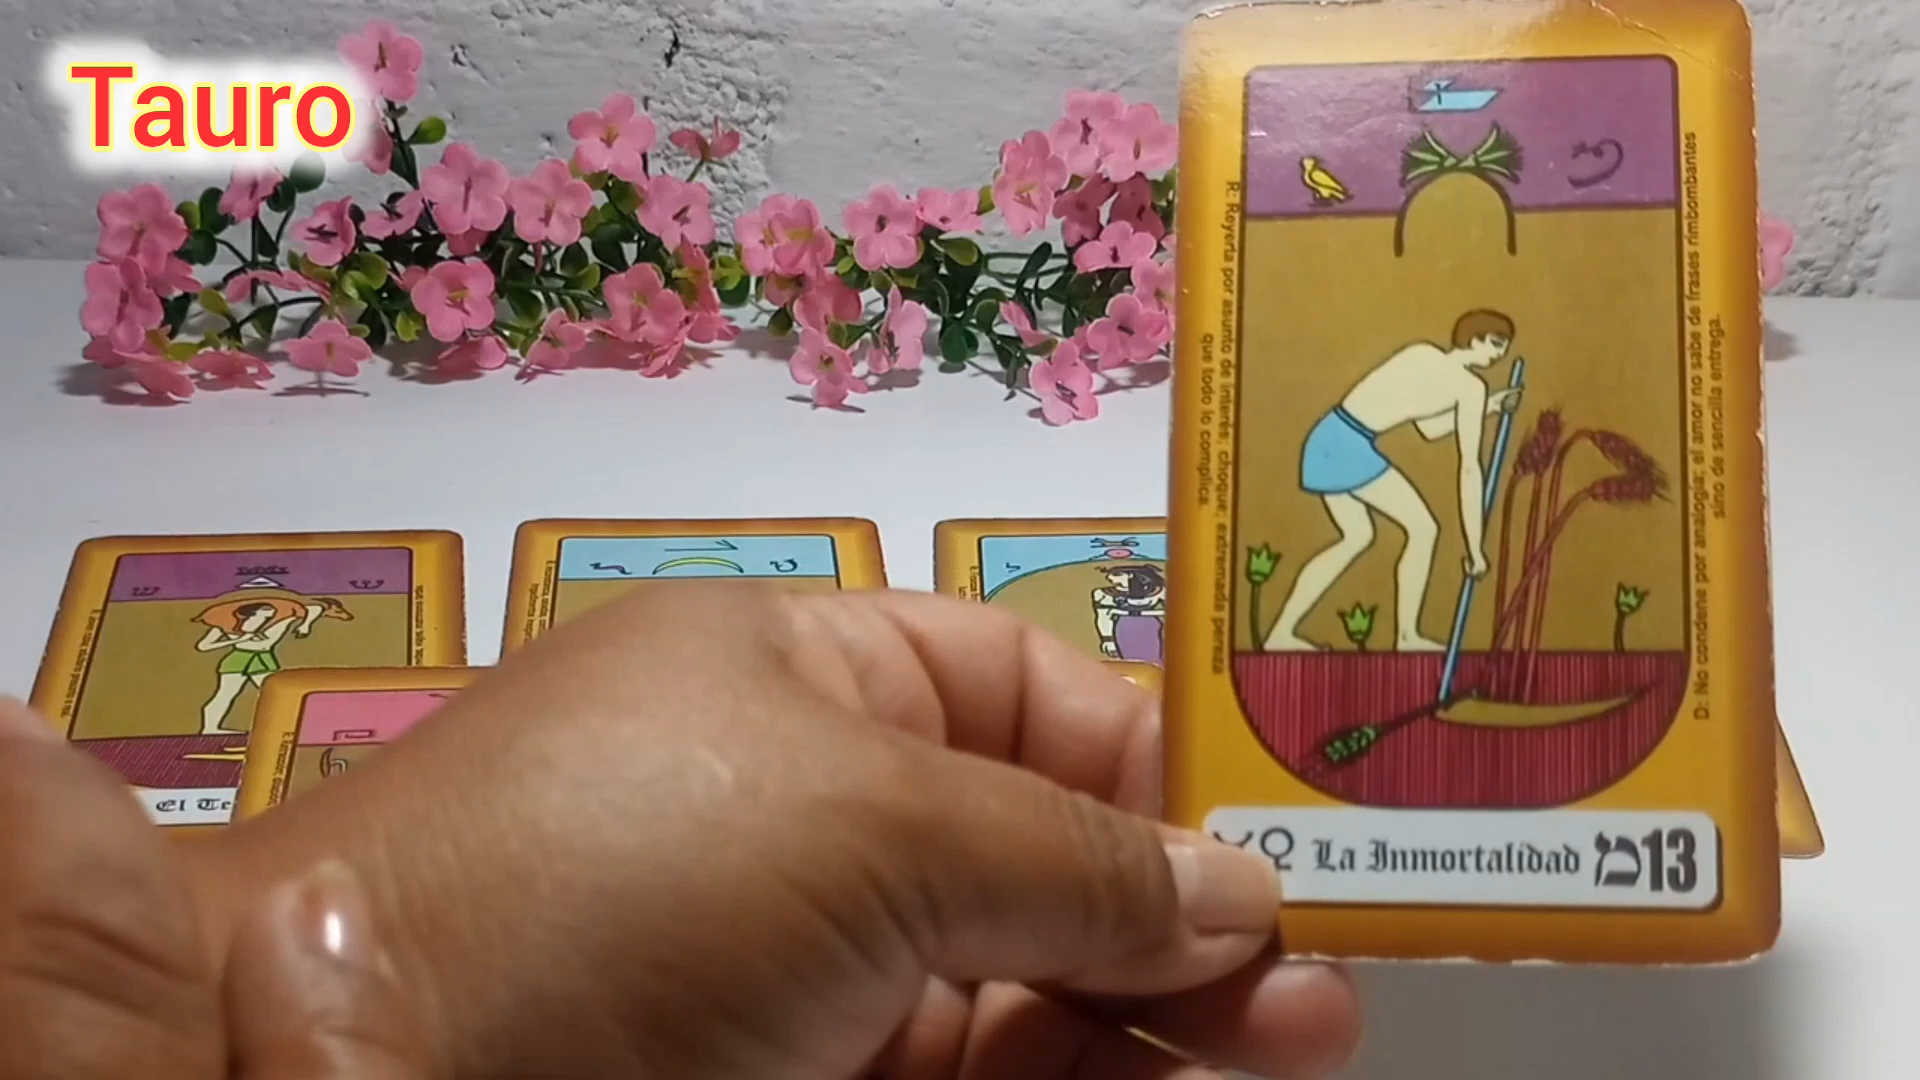 Tauro
R: Reyerta por asunto de interés; choque; extremada pereza
que todo lo complica.
D: No condene por analogía; el amor no sabe de frases rimbombantes
sino de sencilla entrega.
La Inmortalidad מ 13
El Te